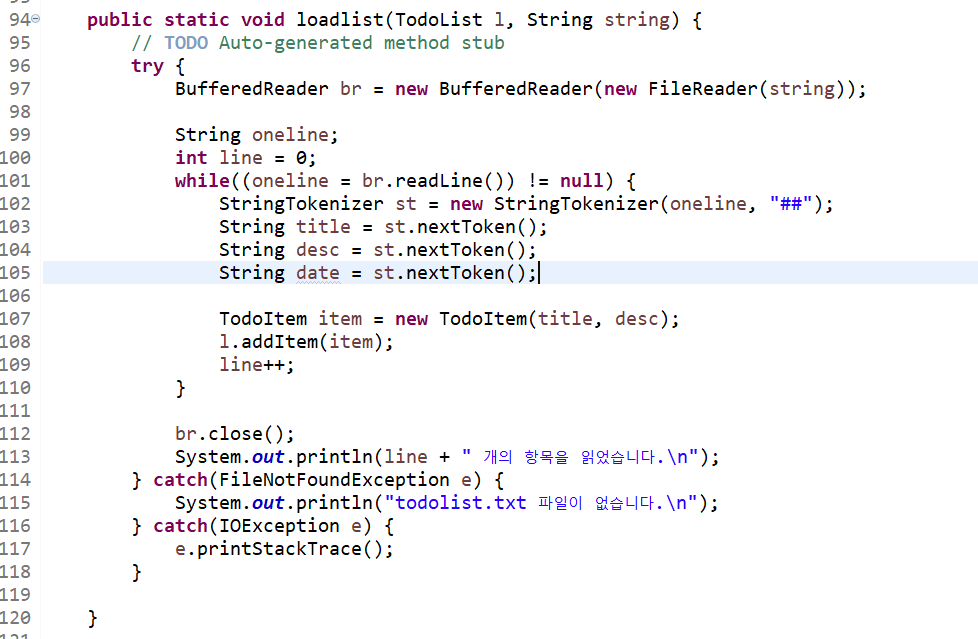 94 public static void loadlist(TodoList l, String string) {
95 // TODO Auto-generated method stub
96 try {
97 BufferedReader br = new BufferedReader(new FileReader(string));
98
99 String oneline;
100 int line = 0;
101 while((oneline = br.readLine()) != null) {
102 StringTokenizer st = new StringTokenizer(oneline, "##");
103 String title = st.nextToken();
104 String desc = st.nextToken();
105 String date = st.nextToken();
106
107 TodoItem item = new TodoItem(title, desc);
108 l.addItem(item);
109 line++;
110 }
111
112 br.close();
113 System.out.println(line + " 개의 항목을 읽었습니다.\n");
114 } catch(FileNotFoundException e) {
115 System.out.println("todolist.txt 파일이 없습니다.\n");
116 } catch(IOException e) {
117 e.printStackTrace();
118 }
119
120 }